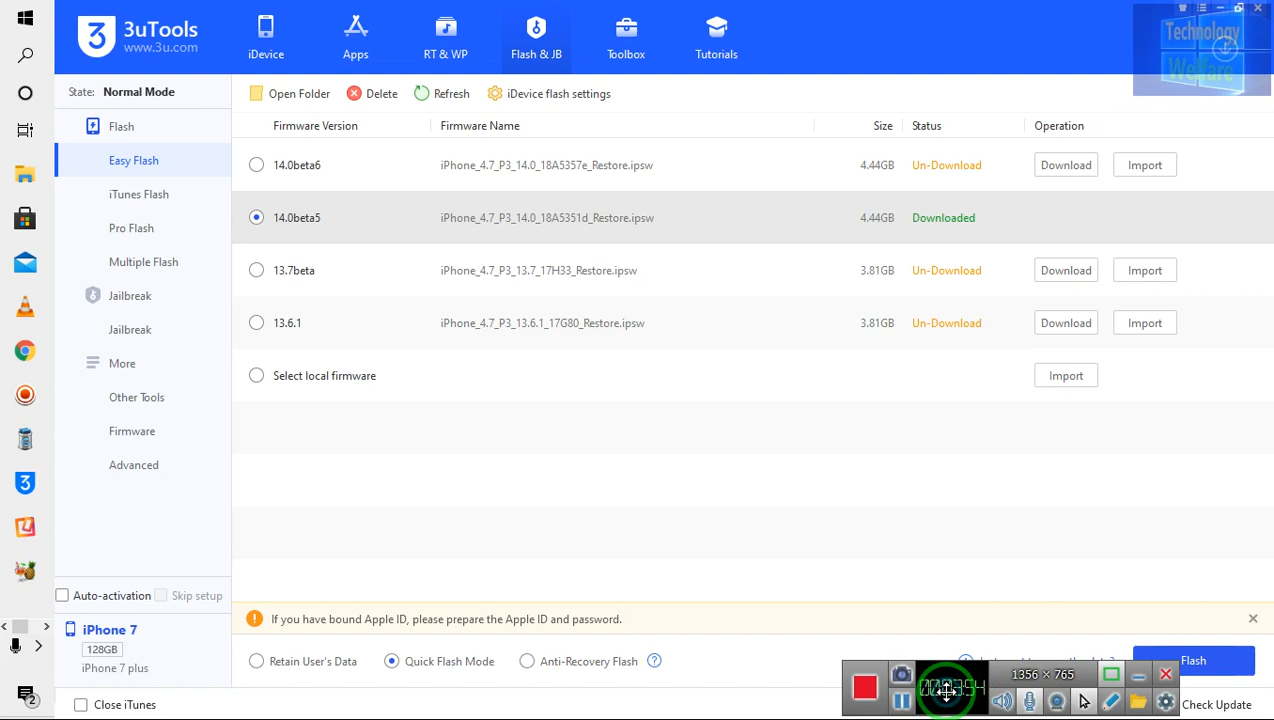 3 3uTools
www.3u.com
iDevice
Apps
RT & WP
Flash & JB
Toolbox
Tutorials
Technology
Welfare
State: Normal Mode
Open Folder
Delete
Refresh
iDevice flash settings
Flash
Easy Flash
iTunes Flash
Pro Flash
Multiple Flash
Jailbreak
Jailbreak
More
Other Tools
Firmware
Advanced
Firmware Version Firmware Name Size Status Operation
14.0beta6 iPhone_4.7_P3_14.0_18A5357e_Restore.ipsw 4.44GB Un-Download Download Import
14.0beta5 iPhone_4.7_P3_14.0_18A5351d_Restore.ipsw 4.44GB Downloaded
13.7beta iPhone_4.7_P3_13.7_17H33_Restore.ipsw 3.81GB Un-Download Download Import
13.6.1 iPhone_4.7_P3_13.6.1_17G80_Restore.ipsw 3.81GB Un-Download Download Import
Select local firmware Import
Auto-activation Skip setup
If you have bound Apple ID, please prepare the Apple ID and password.
iPhone 7
128GB
iPhone 7 plus
Retain User's Data Quick Flash Mode Anti-Recovery Flash ? Flash
1356 × 765
Close iTunes
Check Update
2